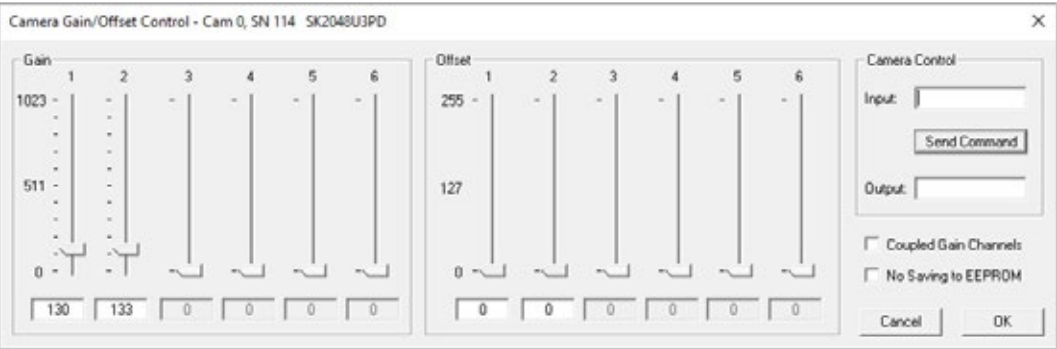 Camera Gain/Offset Control - Cam 0, SN 114 SK2048U3PD
Gain
1 2 3 4 5 6
1023
511
0
130 133 0 0 0 0
Offset
1 2 3 4 5 6
255
127
0
0 0 0 0 0 0
Camera Control
Input:
Send Command
Output:
Coupled Gain Channels
No Saving to EEPROM
Cancel OK